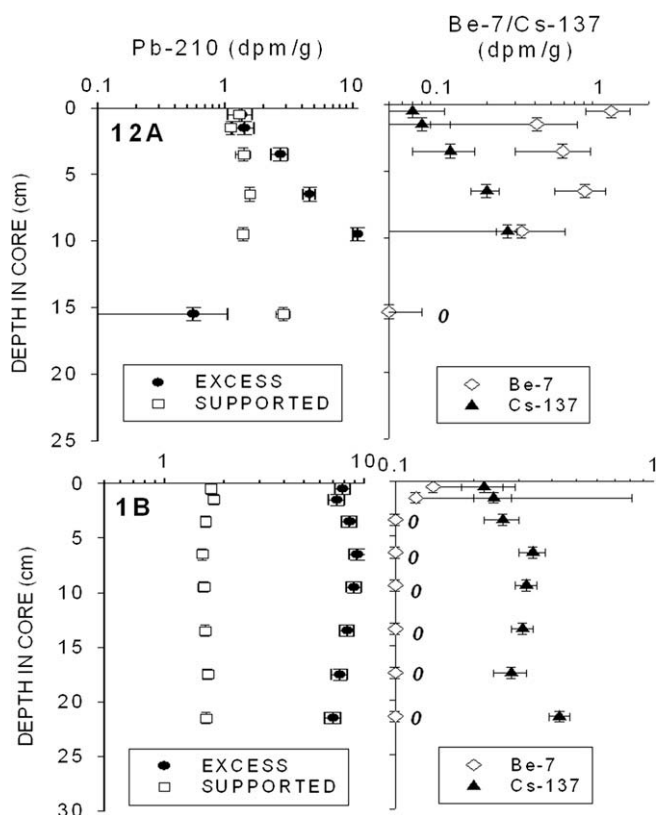 Pb-210 (dpm/g)
Be-7/Cs-137
(dpm/g)
0.1 1 10
0.1 1
0
5
10
15
20
25
DEPTH IN CORE (cm)
12A
0
EXCESS
SUPPORTED
Be-7
Cs-137
1 10
0.1 1
0
5
10
15
20
25
30
DEPTH IN CORE (cm)
1B
0
0
0
0
0
0
EXCESS
SUPPORTED
Be-7
Cs-137